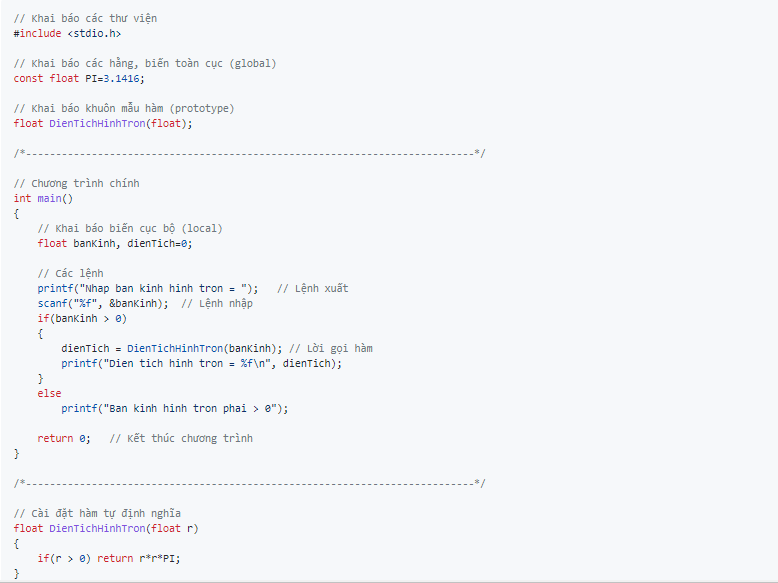 // Khai báo các thư viện
#include <stdio.h>
// Khai báo các hằng, biến toàn cục (global)
const float PI=3.1416;
// Khai báo khuôn mẫu hàm (prototype)
float DienTichHinhTron(float);
/*---------------------------------------------------------------------------*/
// Chương trình chính
int main()
{
    // Khai báo biến cục bộ (local)
    float banKinh, dienTich=0;
    // Các lệnh
    printf("Nhap ban kinh hinh tron = ");   // Lệnh xuất
    scanf("%f", &banKinh);  // Lệnh nhập
    if(banKinh > 0)
    {
        dienTich = DienTichHinhTron(banKinh); // Lời gọi hàm
        printf("Dien tich hinh tron = %f\n", dienTich);
    }
    else
        printf("Ban kinh hinh tron phai > 0");
    return 0;   // Kết thúc chương trình
}
/*---------------------------------------------------------------------------*/
// Cài đặt hàm tự định nghĩa
float DienTichHinhTron(float r)
{
    if(r > 0) return r*r*PI;
}